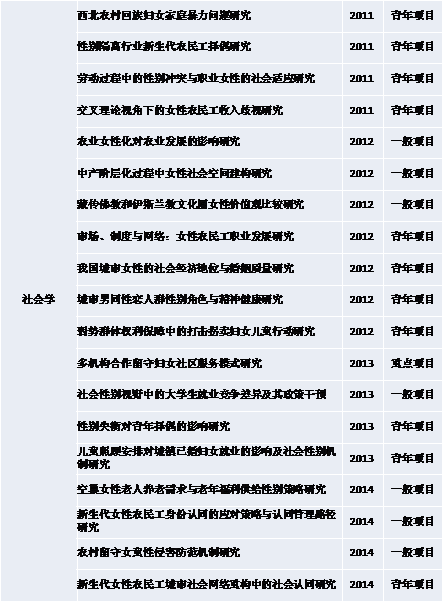 西北农村回族妇女家庭暴力问题研究 2011 青年项目
性别隔离行业新生代农民工择偶研究 2011 青年项目
劳动过程中的性别冲突与职业女性的社会适应研究 2011 青年项目
交叉理论视角下的女性农民工收入歧视研究 2011 青年项目
农业女性化对农业发展的影响研究 2012 一般项目
中产阶层化过程中女性社会空间建构研究 2012 一般项目
藏传佛教和伊斯兰教文化圈女性价值观比较研究 2012 一般项目
市场、制度与网络：女性农民工职业发展研究 2012 青年项目
我国城市女性的社会经济地位与婚姻质量研究 2012 青年项目
社会学 城市男同性恋人群性别角色与精神健康研究 2012 青年项目
弱势群体权利保障中的打击拐卖妇女儿童行动研究 2012 青年项目
多机构合作留守妇女社区服务模式研究 2013 重点项目
社会性别视野中的大学生就业竞争差异及其政策干预 2013 一般项目
性别失衡对青年择偶的影响研究 2013 青年项目
儿童照顾安排对城镇已婚妇女就业的影响及社会性别机
制研究 2013 青年项目
空巢女性老人养老需求与老年福利供给性别策略研究 2014 一般项目
新生代女性农民工身份认同的应对策略与认同管理路径
研究 2014 一般项目
农村留守女童性侵害防范机制研究 2014 一般项目
新生代女性农民工城市社会网络重构中的社会认同研究 2014 青年项目